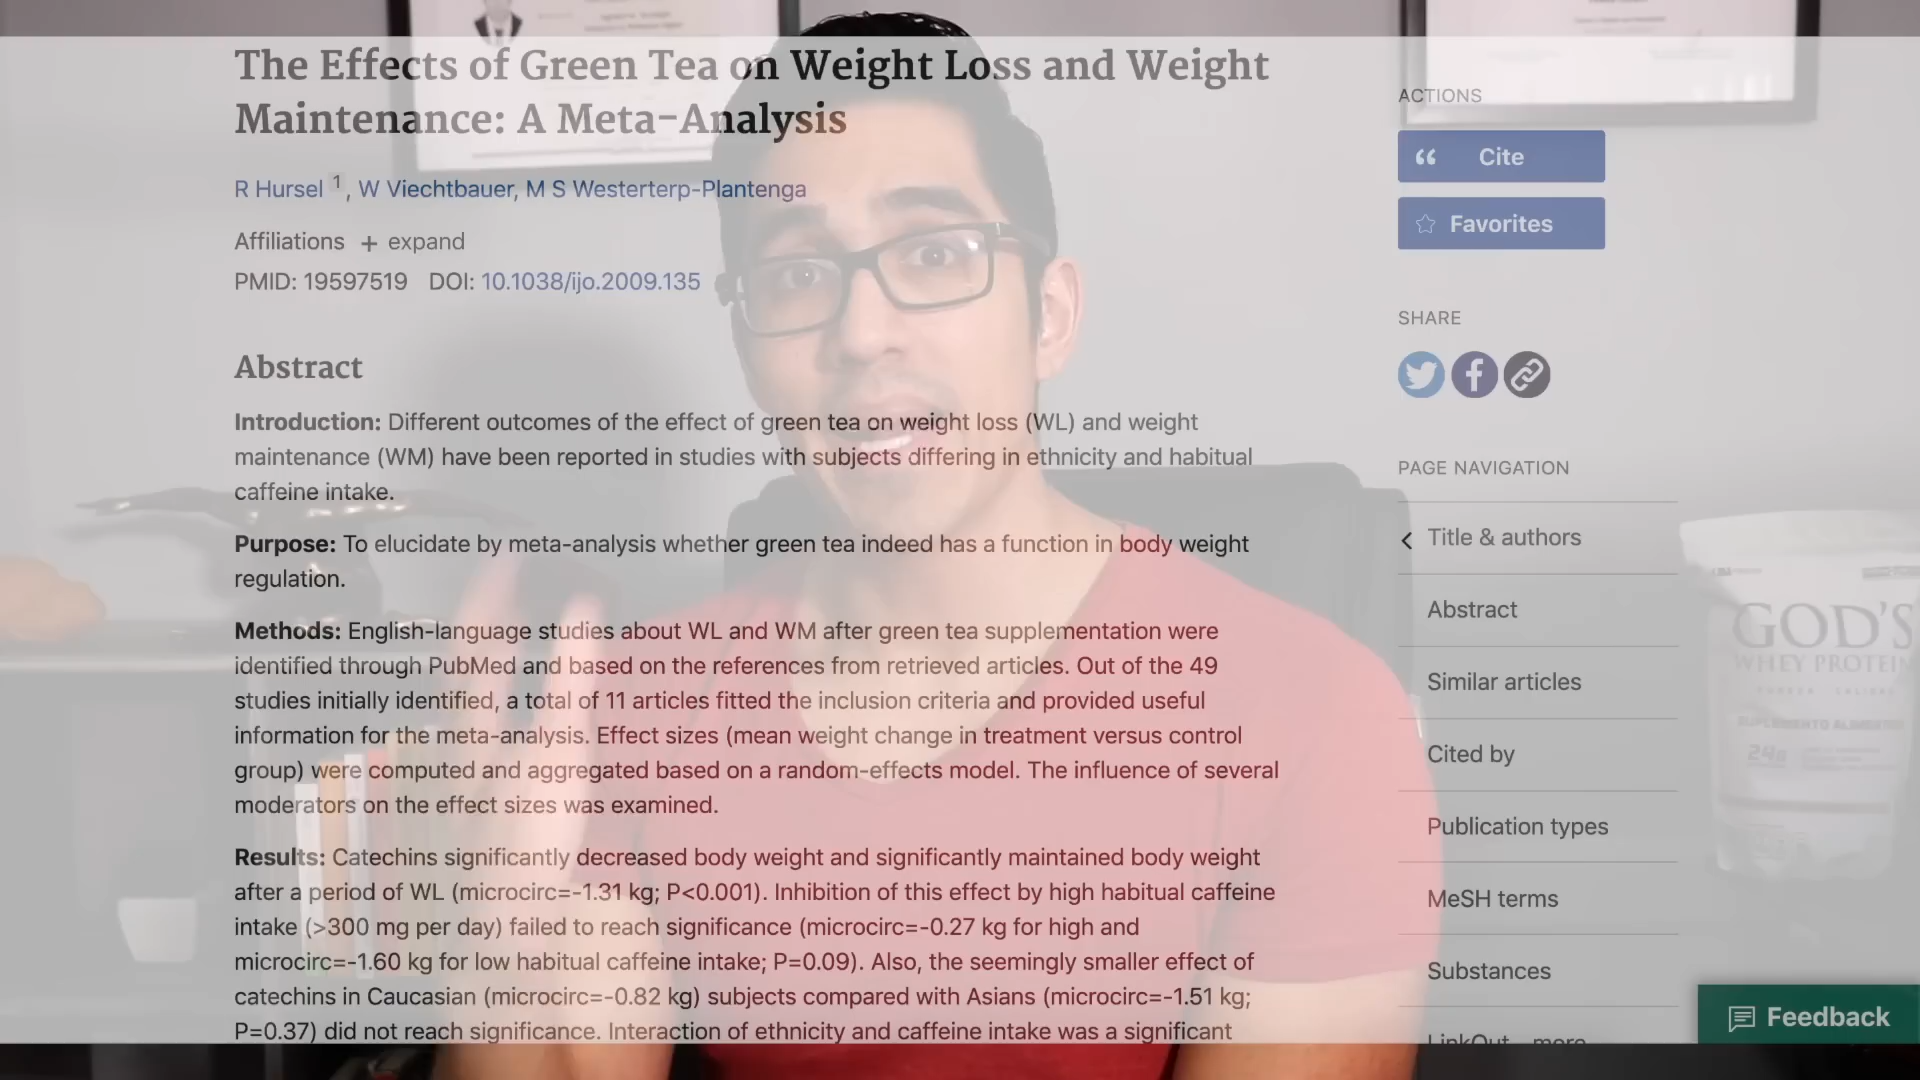 The Effects of Green Tea on Weight Loss and Weight
Maintenance: A Meta-Analysis
R Hursel 1, W Viechtbauer, M S Westerterp-Plantenga
Affiliations + expand
PMID: 19597519 DOI: 10.1038/ijo.2009.135
Abstract
Introduction: Different outcomes of the effect of green tea on weight loss (WL) and weight
maintenance (WM) have been reported in studies with subjects differing in ethnicity and habitual
caffeine intake.
Purpose: To elucidate by meta-analysis whether green tea indeed has a function in body weight
regulation.
Methods: English-language studies about WL and WM after green tea supplementation were
identified through PubMed and based on the references from retrieved articles. Out of the 49
studies initially identified, a total of 11 articles fitted the inclusion criteria and provided useful
information for the meta-analysis. Effect sizes (mean weight change in treatment versus control
group) were computed and aggregated based on a random-effects model. The influence of several
moderators on the effect sizes was examined.
Results: Catechins significantly decreased body weight and significantly maintained body weight
after a period of WL (microcirc=-1.31 kg; P<0.001). Inhibition of this effect by high habitual caffeine
intake (>300 mg per day) failed to reach significance (microcirc=-0.27 kg for high and
microcirc=-1.60 kg for low habitual caffeine intake; P=0.09). Also, the seemingly smaller effect of
catechins in Caucasian (microcirc=-0.82 kg) subjects compared with Asians (microcirc=-1.51 kg;
P=0.37) did not reach significance. Interaction of ethnicity and caffeine intake was a significant
ACTIONS
Cite
Favorites
SHARE
PAGE NAVIGATION
Title & authors
Abstract
Similar articles
Cited by
Publication types
MeSH terms
Substances
LinkOut - more
Feedback
GOD'S
WHEY PROTEIN
SUPLEMENTO ALIMENTICIO
24g